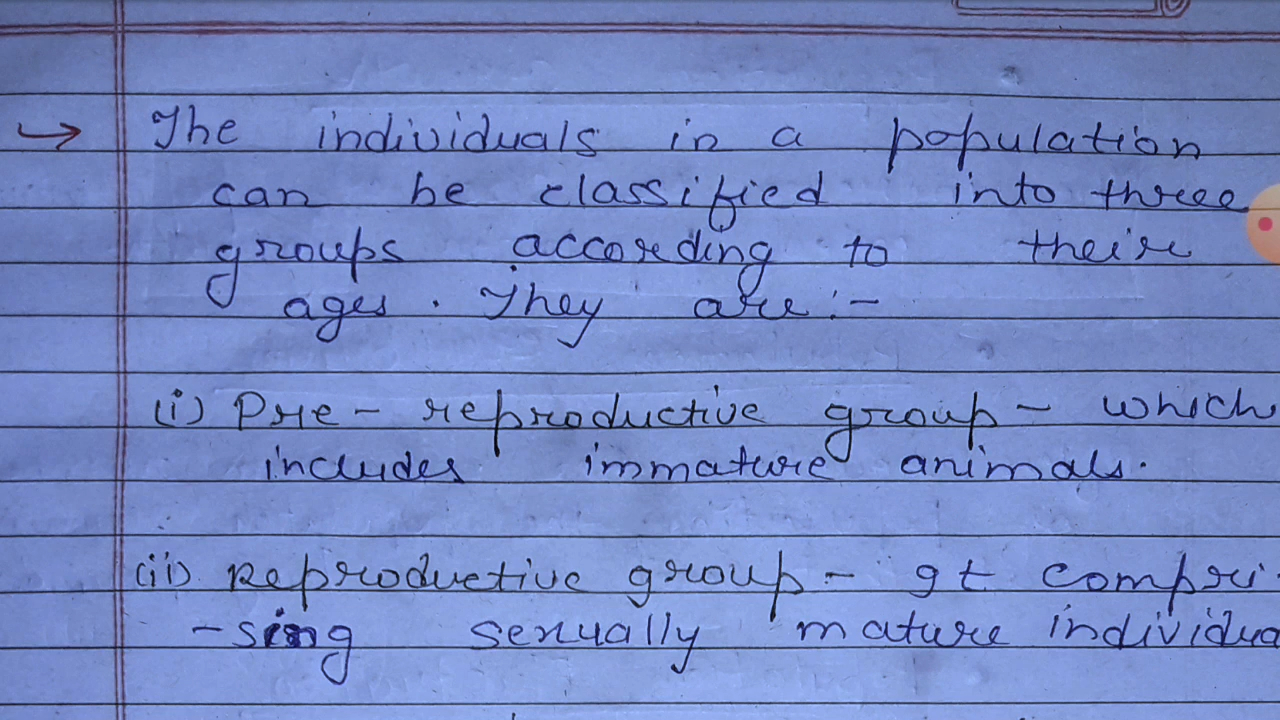 → The individuals in a population
can be classified into three
groups according to their
ages. They are:-
(i) Pre-reproductive group - which
includes immature animals.
(ii) Reproductive group - It compri-
-sing sexually mature individua